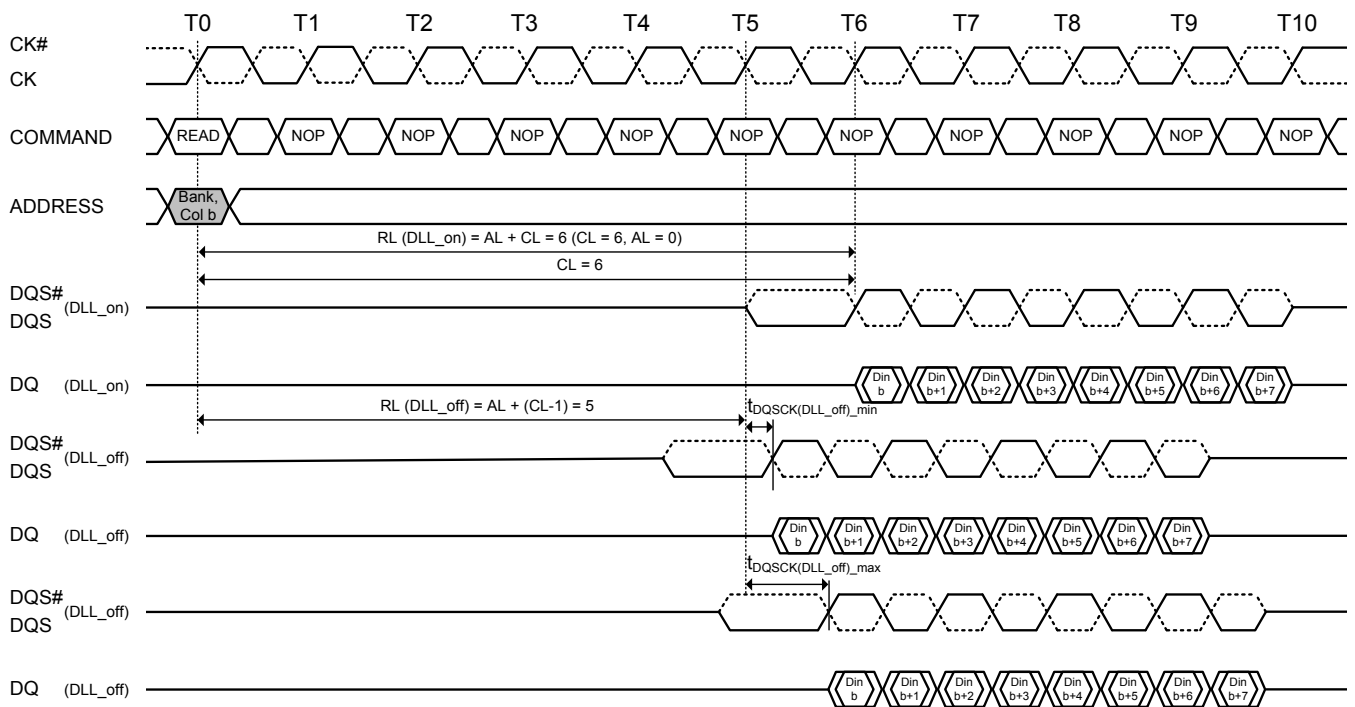 T0 T1 T2 T3 T4 T5 T6 T7 T8 T9 T10
CK#
CK
COMMAND READ NOP NOP NOP NOP NOP NOP NOP NOP NOP NOP
ADDRESS Bank,
Col b
RL (DLL_on) = AL + CL = 6 (CL = 6, AL = 0)
CL = 6
DQS# (DLL_on)
DQS
DQ (DLL_on) Din b Din b+1 Din b+2 Din b+3 Din b+4 Din b+5 Din b+6 Din b+7
RL (DLL_off) = AL + (CL-1) = 5 tDQSCK(DLL_off)_min
DQS# (DLL_off)
DQS
DQ (DLL_off) Din b Din b+1 Din b+2 Din b+3 Din b+4 Din b+5 Din b+6 Din b+7
tDQSCK(DLL_off)_max
DQS# (DLL_off)
DQS
DQ (DLL_off) Din b Din b+1 Din b+2 Din b+3 Din b+4 Din b+5 Din b+6 Din b+7